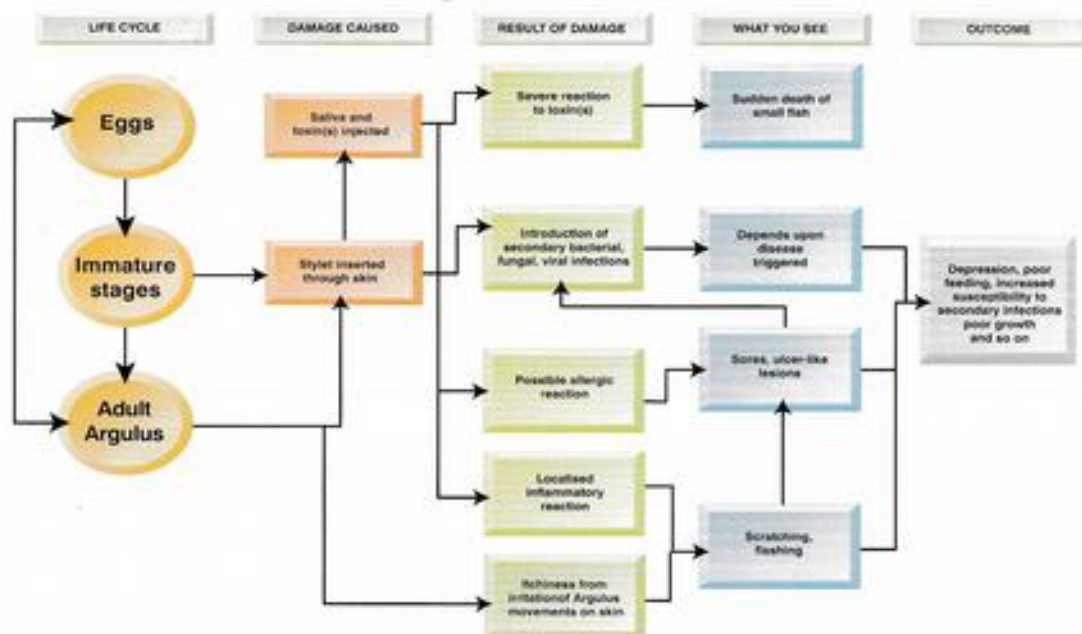 LIFE CYCLE
DAMAGE CAUSED
RESULT OF DAMAGE
WHAT YOU SEE
OUTCOME
Eggs
Immature
stages
Adult
Argulus
Saliva and
toxin(s) injected
Stylet inserted
through skin
Severe reaction
to toxin(s)
Introduction of
secondary bacterial,
fungal, viral infections
Possible allergic
reaction
Localised
inflammatory
reaction
Itchiness from
irritationof Argulus
movements on skin
Sudden death of
small fish
Depends upon
disease
triggered
Sores, ulcer-like
lesions
Scratching,
flashing
Depression, poor
feeding, increased
susceptibility to
secondary infections
poor growth
and so on